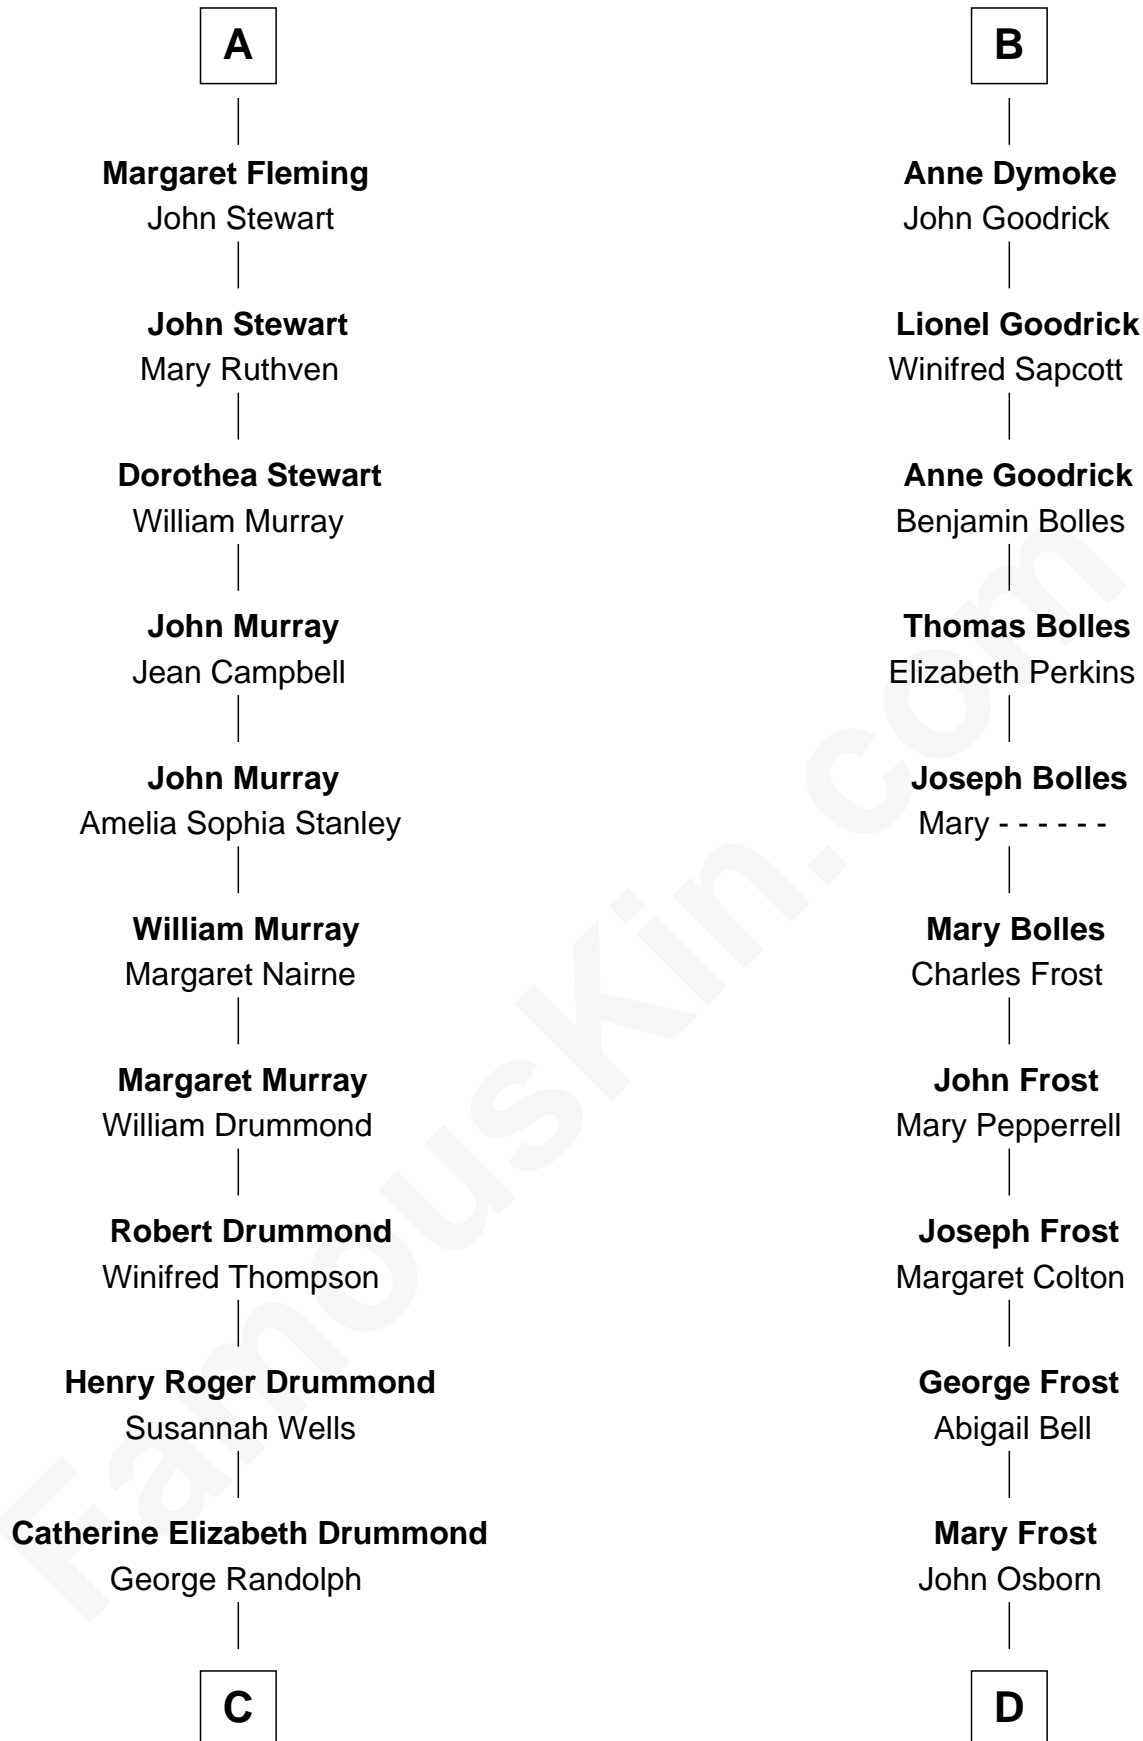 A
Margaret Fleming
John Stewart
John Stewart
Mary Ruthven
Dorothea Stewart
William Murray
John Murray
Jean Campbell
John Murray
Amelia Sophia Stanley
William Murray
Margaret Nairne
Margaret Murray
William Drummond
Robert Drummond
Winifred Thompson
Henry Roger Drummond
Susannah Wells
Catherine Elizabeth Drummond
George Randolph
C
B
Anne Dymoke
John Goodrick
Lionel Goodrick
Winifred Sapcott
Anne Goodrick
Benjamin Bolles
Thomas Bolles
Elizabeth Perkins
Joseph Bolles
Mary - - - - - -
Mary Bolles
Charles Frost
John Frost
Mary Pepperrell
Joseph Frost
Margaret Colton
George Frost
Abigail Bell
Mary Frost
John Osborn
D
FamousKin.com